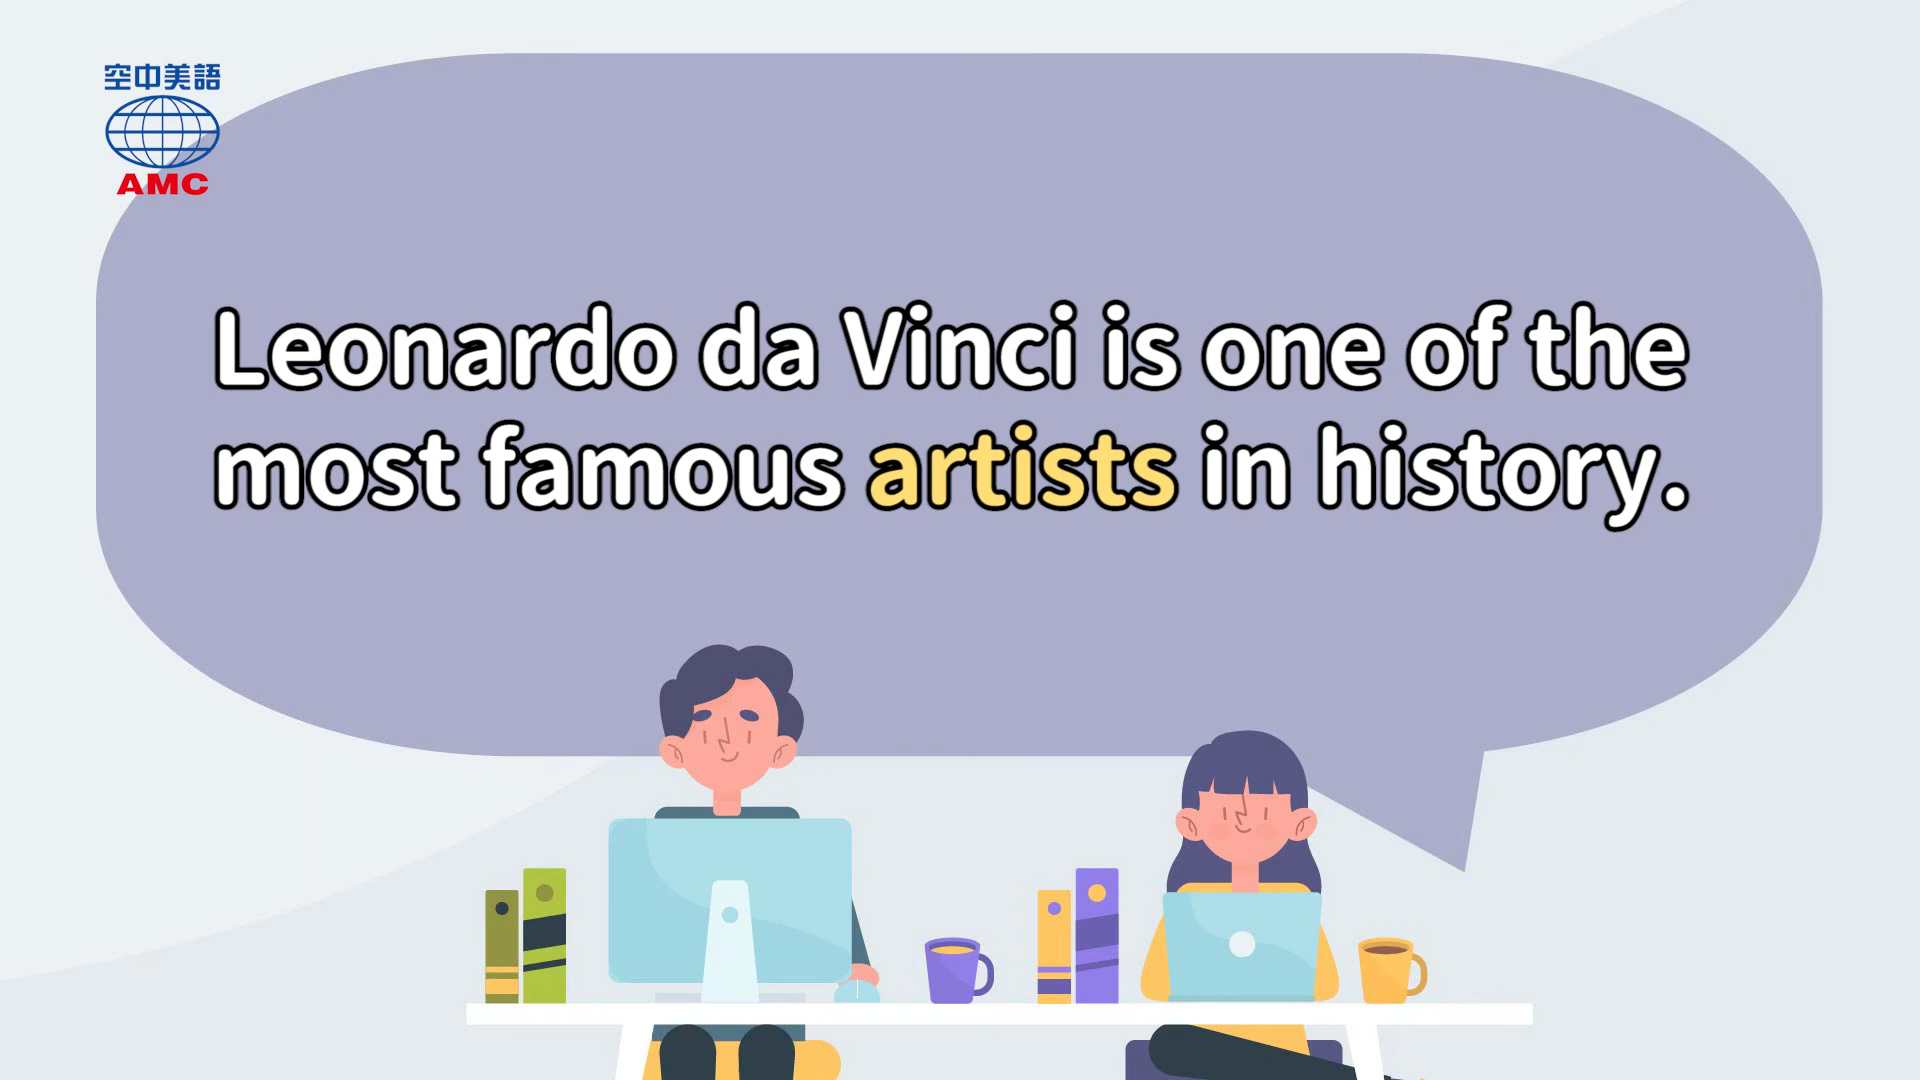 空中美語
AMC
Leonardo da Vinci is one of the
most famous artists in history.